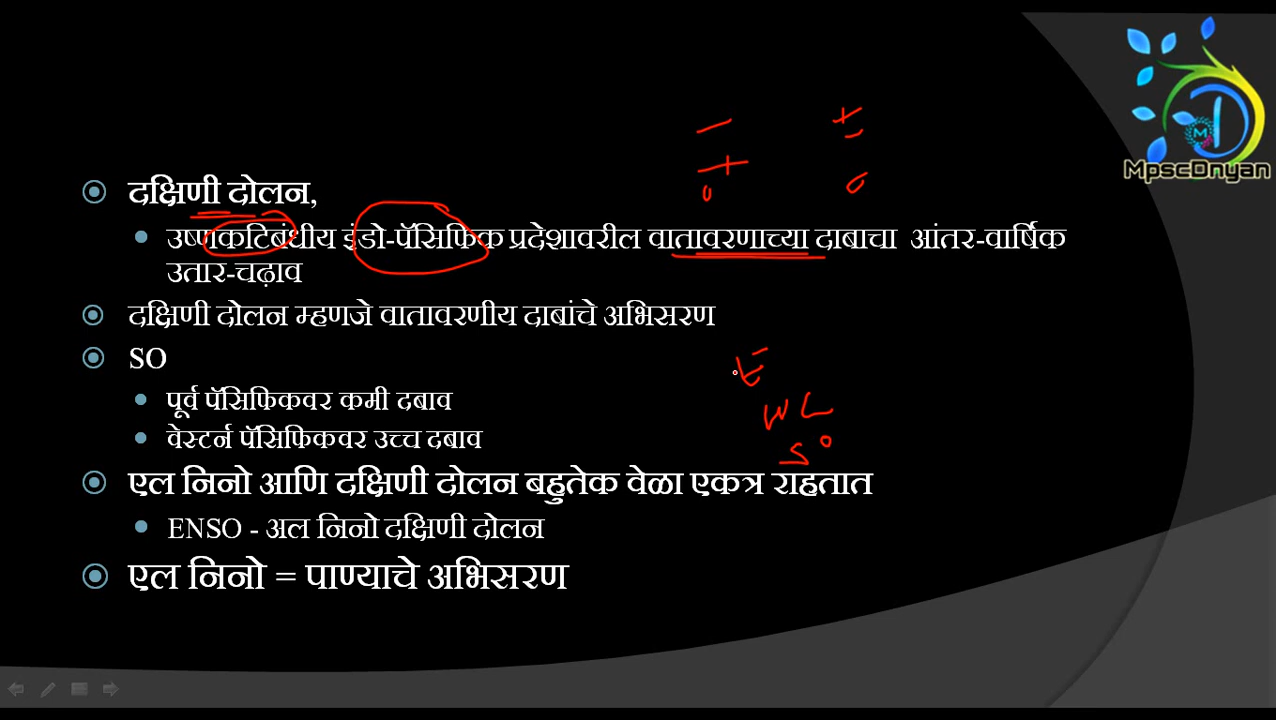 MpscDnyan
दक्षिणी दोलन,
उष्णकटिबंधीय इंडो-पॅसिफिक प्रदेशावरील वातावरणाच्या दाबाचा आंतर-वार्षिक
उतार-चढ़ाव
दक्षिणी दोलन म्हणजे वातावरणीय दाबांचे अभिसरण
SO
पूर्व पॅसिफिकवर कमी दबाव
वेस्टर्न पॅसिफिकवर उच्च दबाव
E
W L
SO
एल निनो आणि दक्षिणी दोलन बहुतेक वेळा एकत्र राहतात
ENSO - अल निनो दक्षिणी दोलन
एल निनो = पाण्याचे अभिसरण